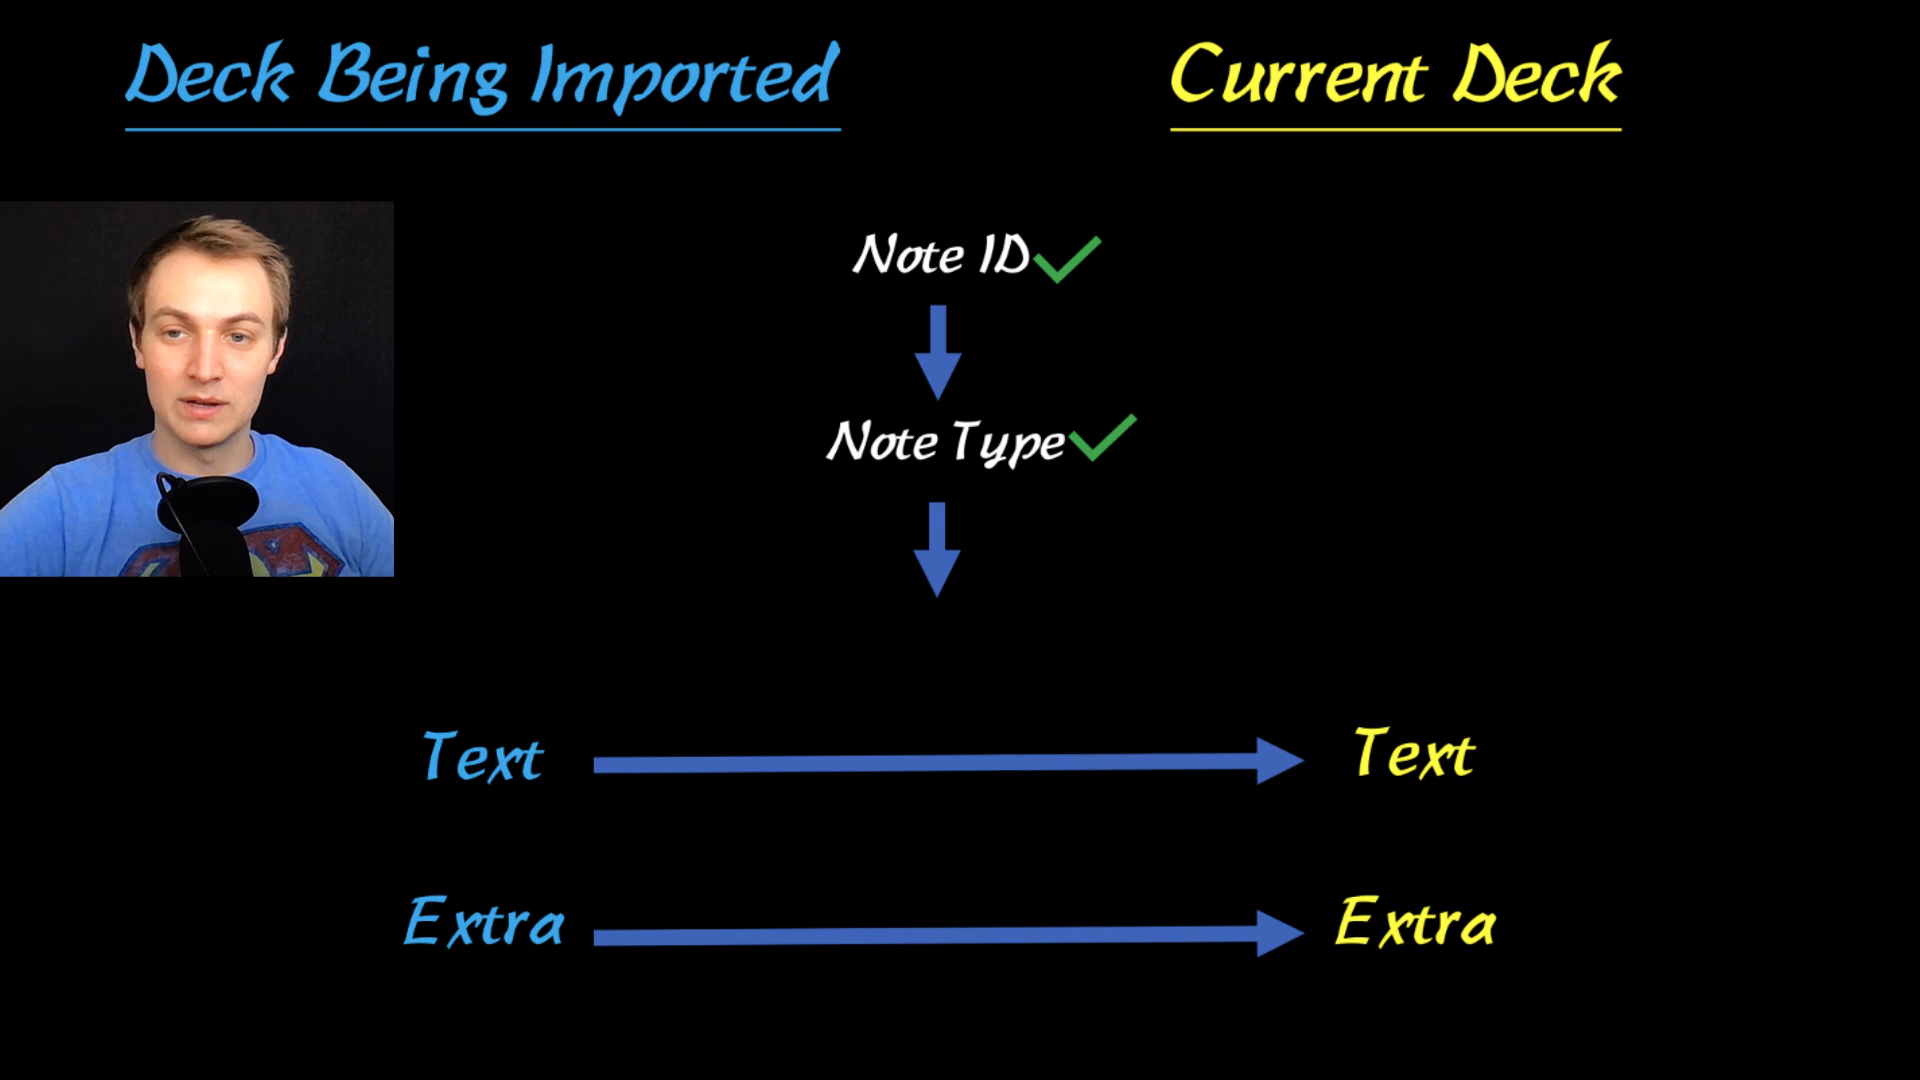 Deck Being Imported
Current Deck
Note ID
Note Type
Text
Text
Extra
Extra